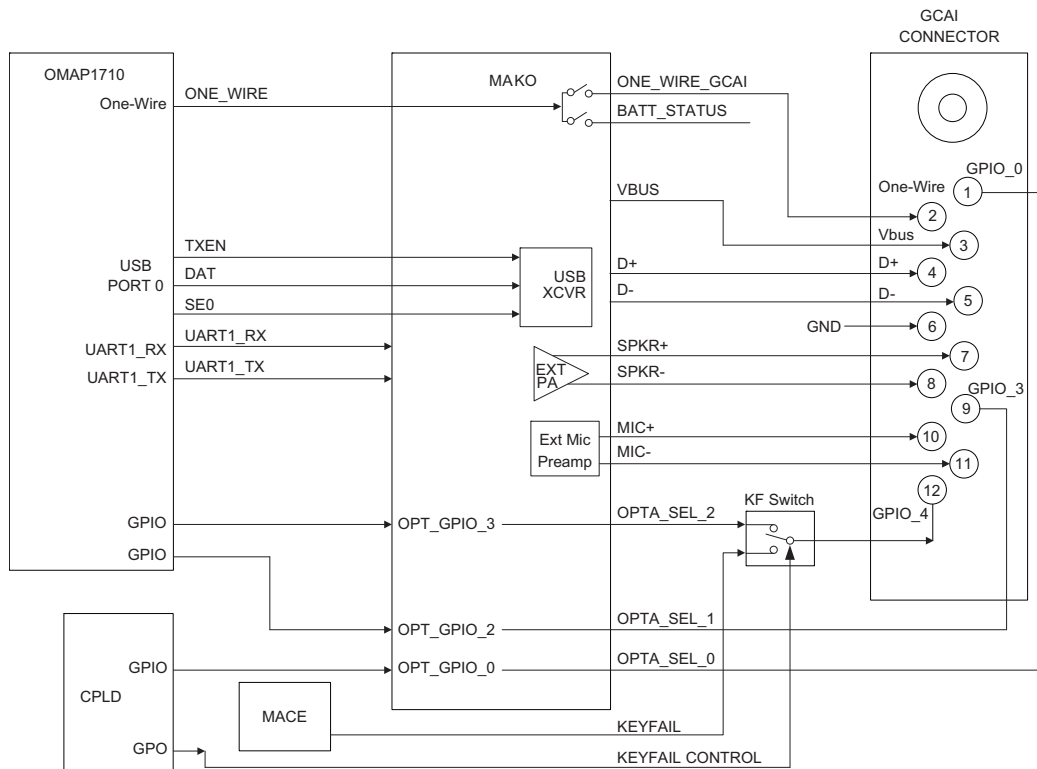 GCAI
CONNECTOR
OMAP1710
MAKO
One-Wire
ONE_WIRE
ONE_WIRE_GCAI
BATT_STATUS
GPIO_0
1
One-Wire
2
VBUS
Vbus
3
USB
PORT 0
TXEN
DAT
SE0
USB
XCVR
D+
D+
4
D-
D-
5
GND
6
UART1_RX
UART1_RX
UART1_TX
UART1_TX
EXT
PA
SPKR+
7
SPKR-
8
GPIO_3
9
Ext Mic
Preamp
MIC+
10
MIC-
11
12
GPIO_4
KF Switch
GPIO
OPT_GPIO_3
OPTA_SEL_2
GPIO
OPT_GPIO_2
OPTA_SEL_1
CPLD
GPIO
OPT_GPIO_0
OPTA_SEL_0
MACE
KEYFAIL
GPO
KEYFAIL CONTROL